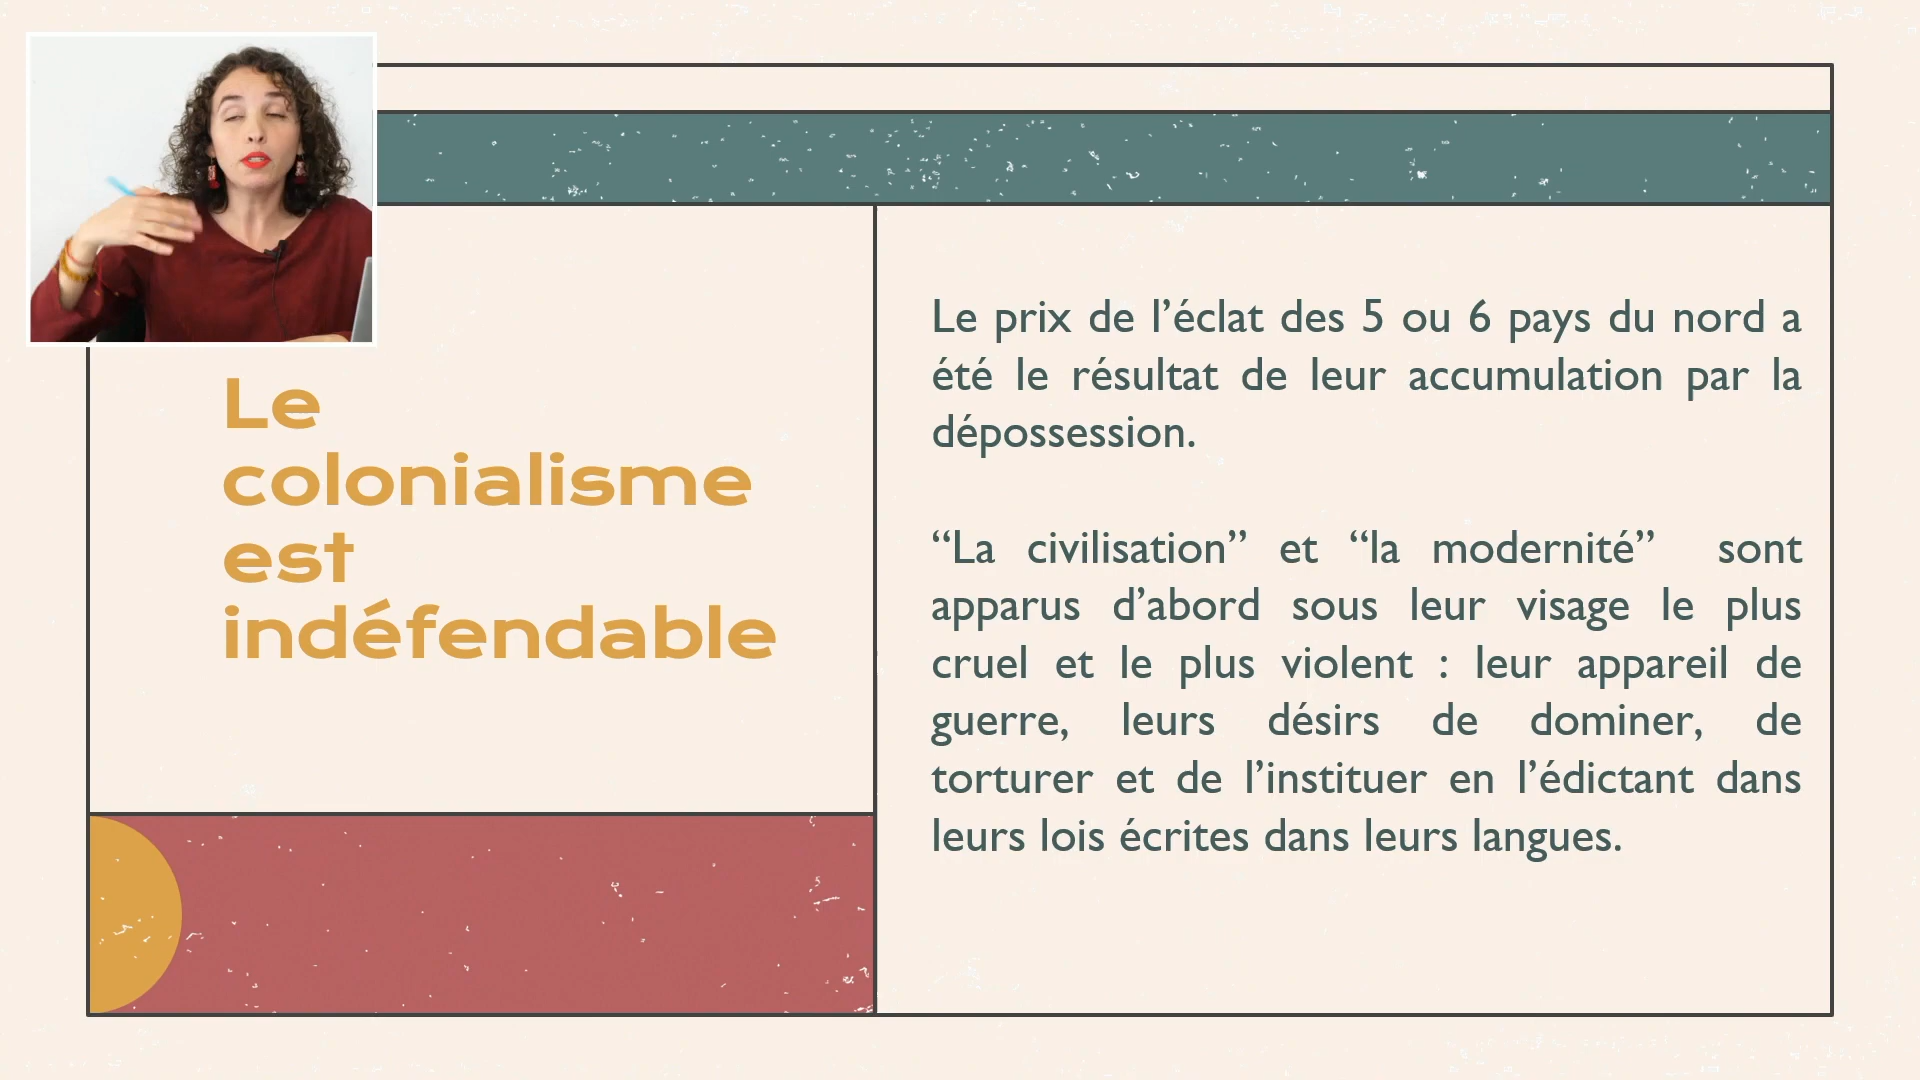 Le
colonialisme
est
indéfendable
Le prix de l’éclat des 5 ou 6 pays du nord a
été le résultat de leur accumulation par la
dépossession.
“La civilisation” et “la modernité” sont
apparus d’abord sous leur visage le plus
cruel et le plus violent : leur appareil de
guerre, leurs désirs de dominer, de
torturer et de l’instituer en l’édictant dans
leurs lois écrites dans leurs langues.